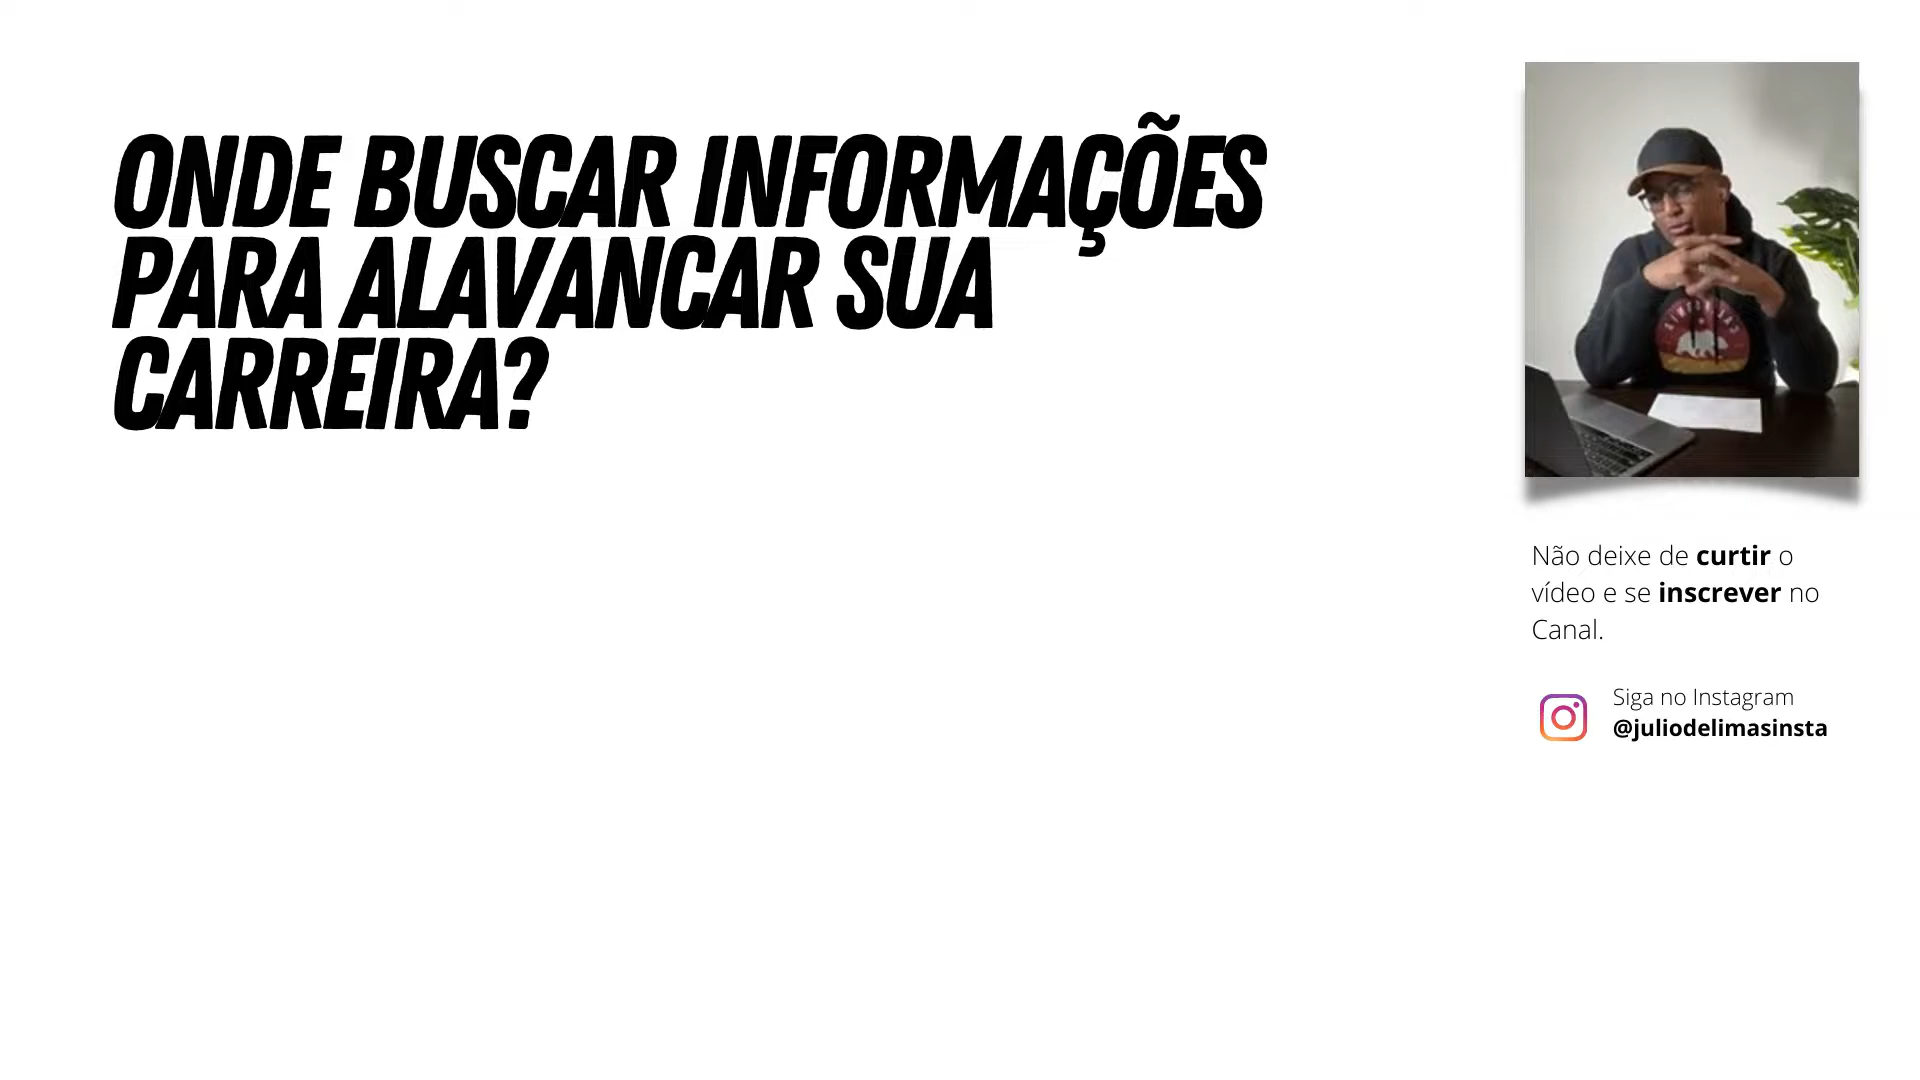 ONDE BUSCAR INFORMAÇÕES
PARA ALAVANCAR SUA
CARREIRA?
Não deixe de curtir o
vídeo e se inscrever no
Canal.
Siga no Instagram
@juliodelimasinsta